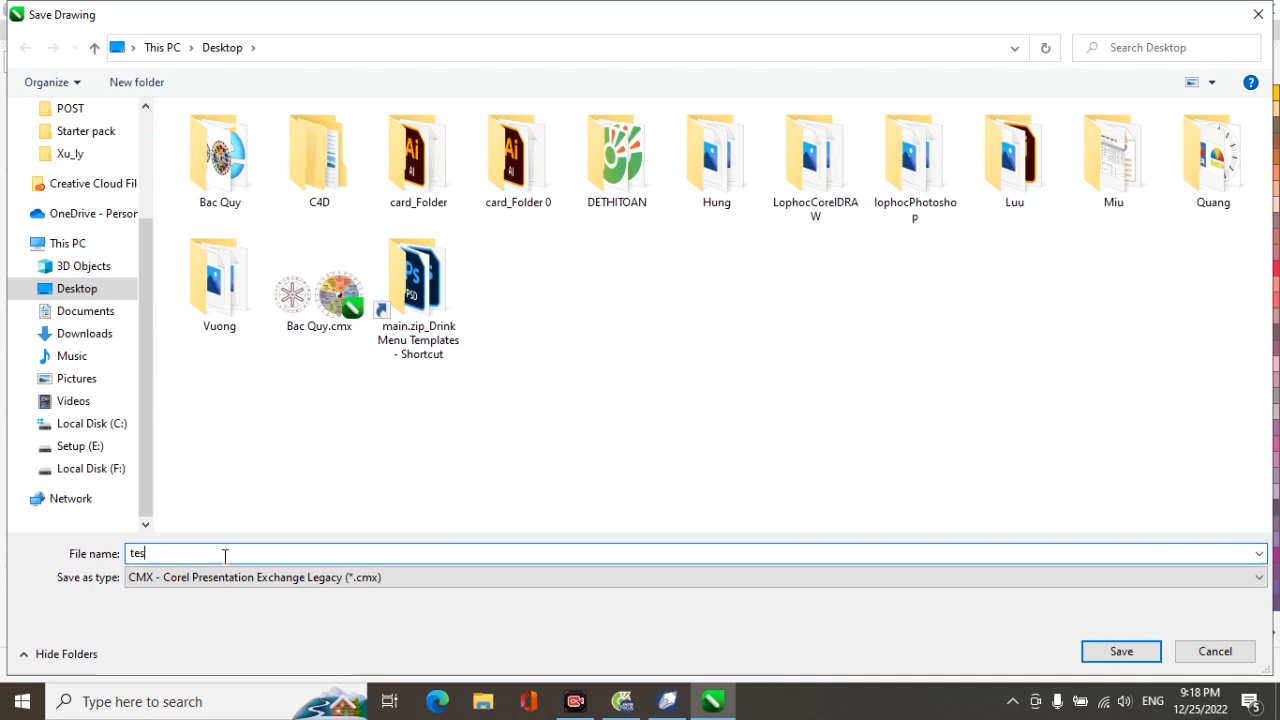 Save Drawing
This PC
Desktop
Search Desktop
Organize
New folder
POST
Starter pack
Xu_ly
Creative Cloud Fil
OneDrive - Person
This PC
3D Objects
Desktop
Documents
Downloads
Music
Pictures
Videos
Local Disk (C:)
Setup (E:)
Local Disk (F:)
Network
Bac Quy
C4D
card_Folder
card_Folder 0
DETHITOAN
Hung
LophocCorelDRA
W
lophocPhotosho
p
Luu
Miu
Quang
Vuong
Bac Quy.cmx
main.zip_Drink
Menu Templates
- Shortcut
File name: tes
Save as type: CMX - Corel Presentation Exchange Legacy (*.cmx)
Hide Folders
Save
Cancel
Type here to search
ENG
9:18 PM
12/25/2022
5